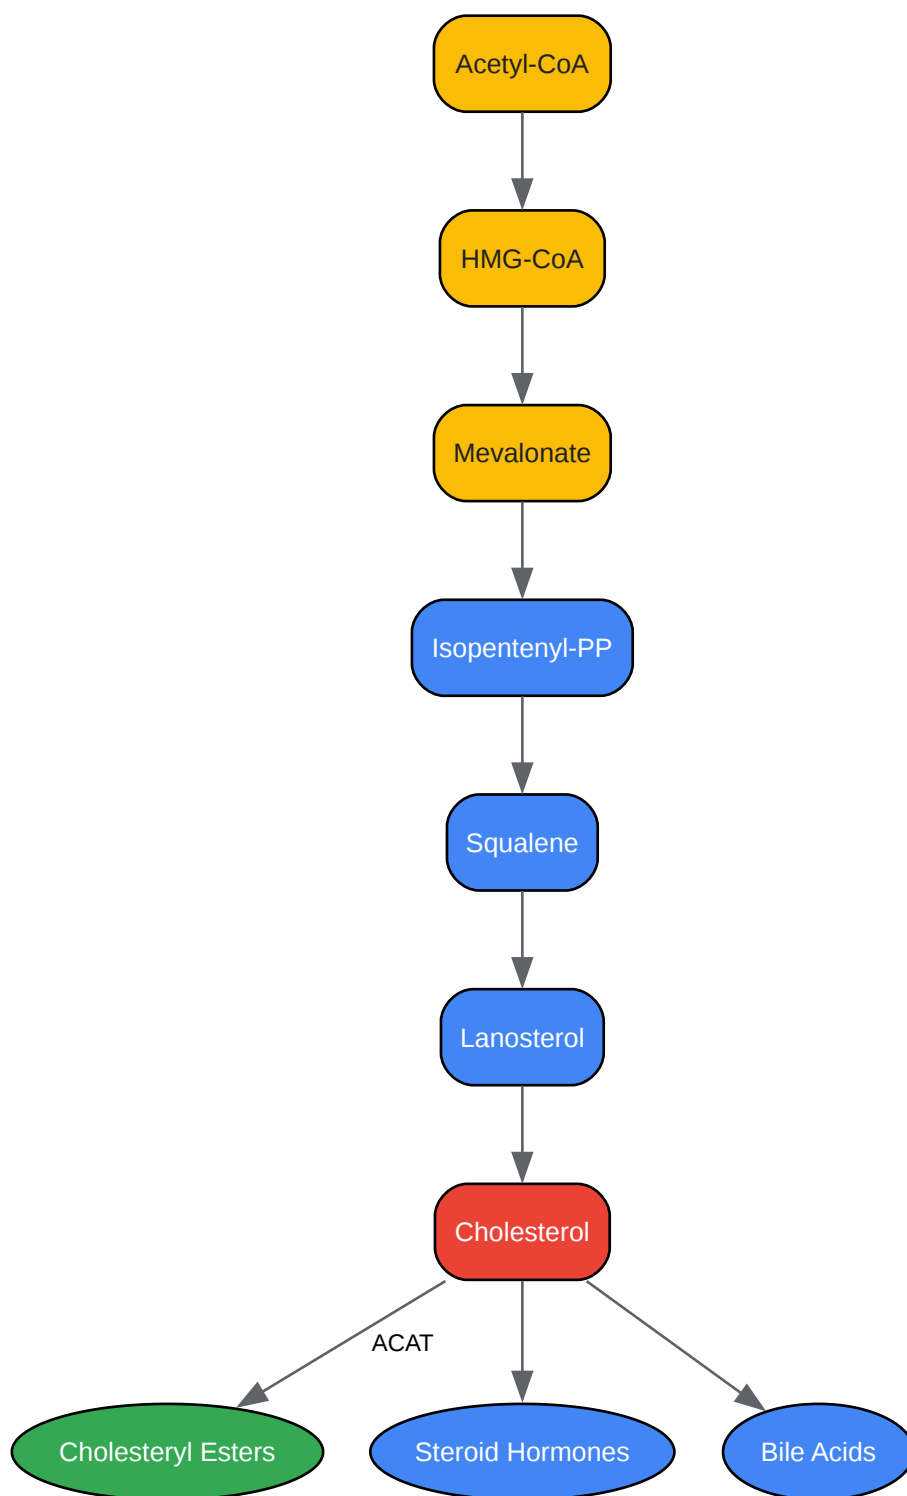 Acetyl-CoA
HMG-CoA
Mevalonate
Isopentenyl-PP
Squalene
Lanosterol
Cholesterol
ACAT
Cholesteryl Esters
Steroid Hormones
Bile Acids